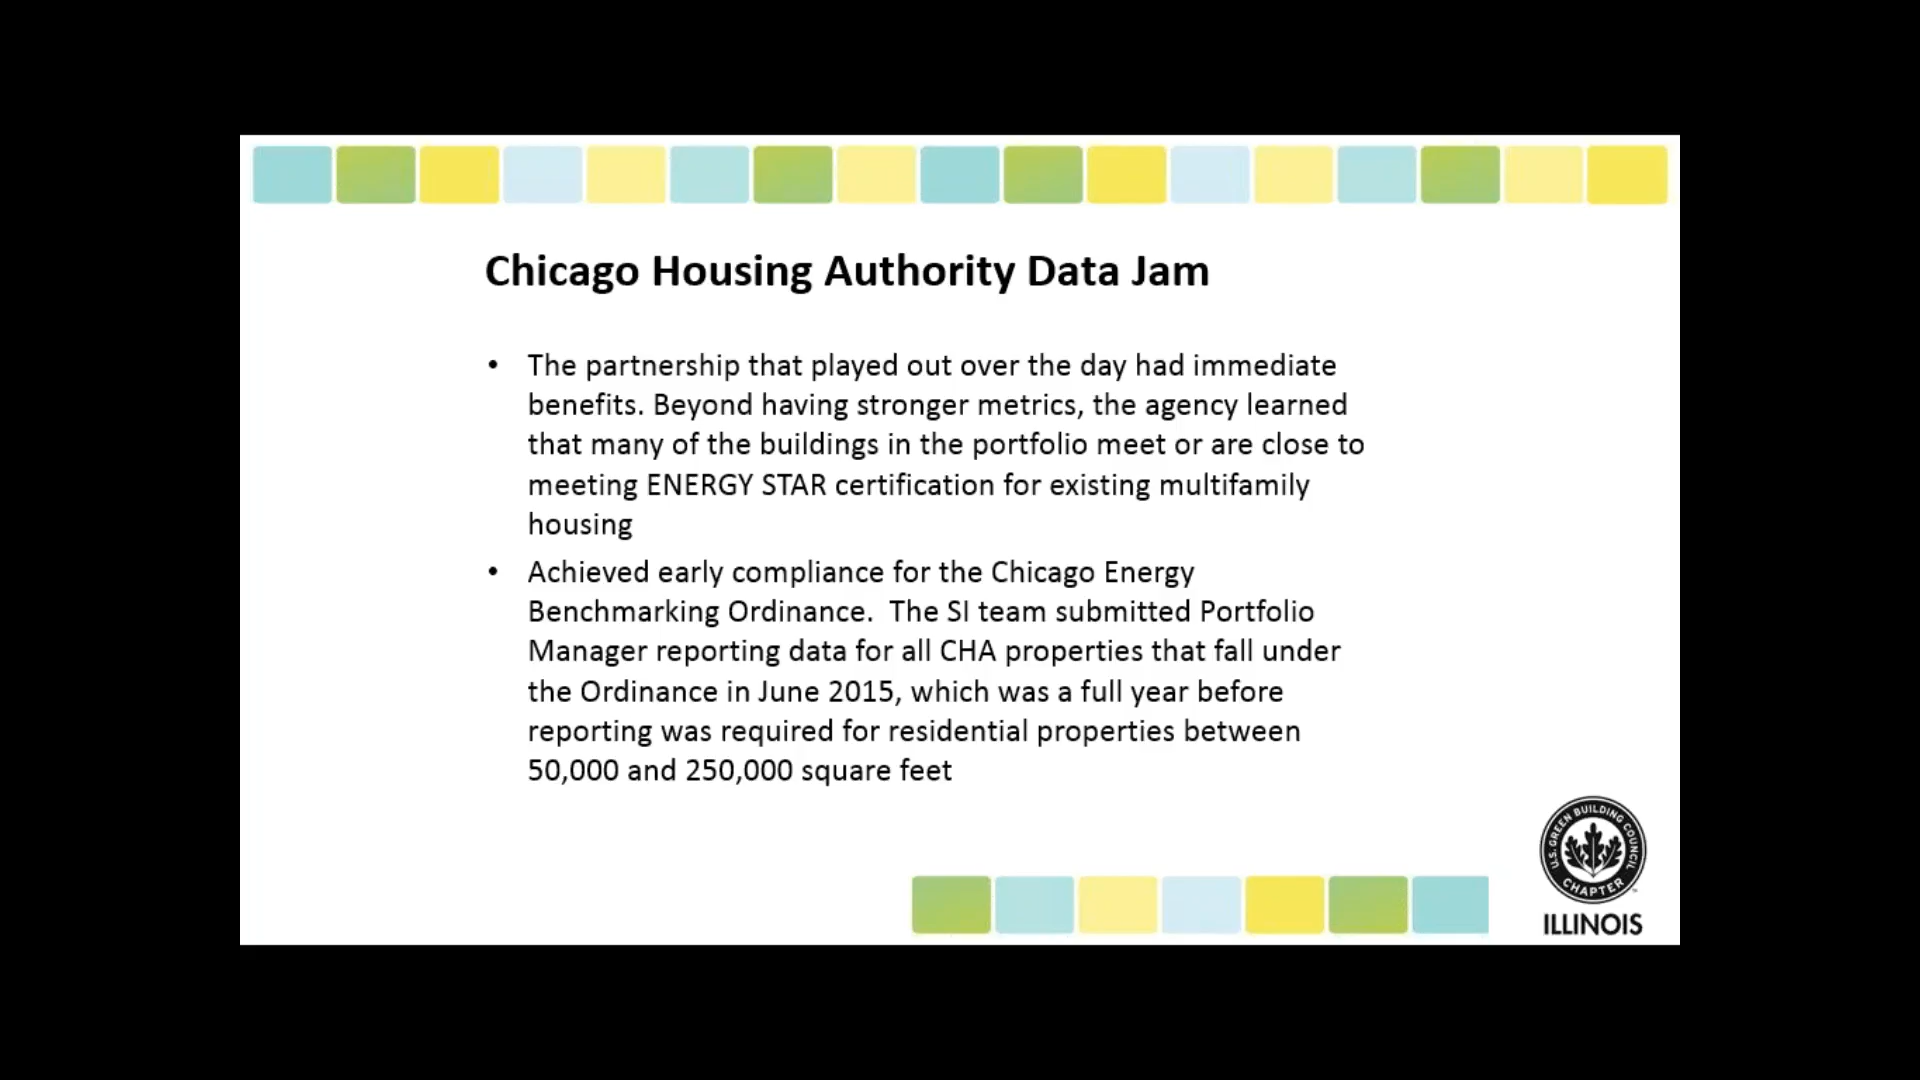 Chicago Housing Authority Data Jam
• The partnership that played out over the day had immediate
benefits. Beyond having stronger metrics, the agency learned
that many of the buildings in the portfolio meet or are close to
meeting ENERGY STAR certification for existing multifamily
housing
• Achieved early compliance for the Chicago Energy
Benchmarking Ordinance.  The SI team submitted Portfolio
Manager reporting data for all CHA properties that fall under
the Ordinance in June 2015, which was a full year before
reporting was required for residential properties between
50,000 and 250,000 square feet
U.S. GREEN BUILDING COUNCIL
CHAPTER
ILLINOIS